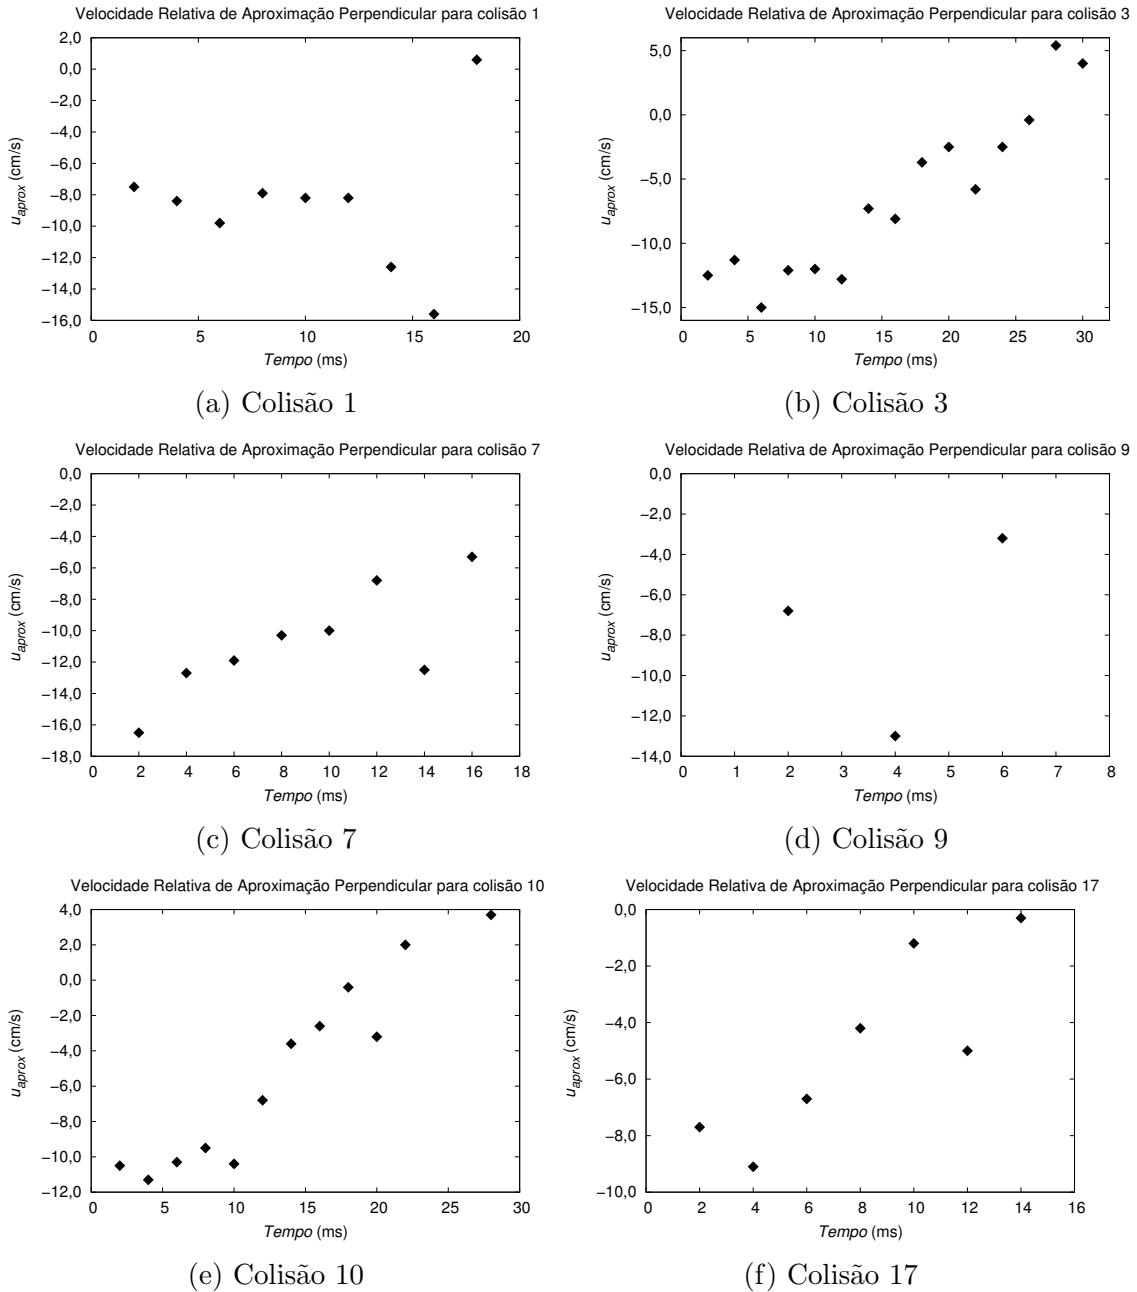 Velocidade Relativa de Aproximação Perpendicular para colisão 1
2,0
0,0
−2,0
−4,0
−6,0
−8,0
−10,0
−12,0
−14,0
−16,0
u_aprox (cm/s)
0 5 10 15 20
Tempo (ms)
(a) Colisão 1
Velocidade Relativa de Aproximação Perpendicular para colisão 3
5,0
0,0
−5,0
−10,0
−15,0
u_aprox (cm/s)
0 5 10 15 20 25 30
Tempo (ms)
(b) Colisão 3
Velocidade Relativa de Aproximação Perpendicular para colisão 7
0,0
−2,0
−4,0
−6,0
−8,0
−10,0
−12,0
−14,0
−16,0
−18,0
u_aprox (cm/s)
0 2 4 6 8 10 12 14 16 18
Tempo (ms)
(c) Colisão 7
Velocidade Relativa de Aproximação Perpendicular para colisão 9
0,0
−2,0
−4,0
−6,0
−8,0
−10,0
−12,0
−14,0
u_aprox (cm/s)
0 1 2 3 4 5 6 7 8
Tempo (ms)
(d) Colisão 9
Velocidade Relativa de Aproximação Perpendicular para colisão 10
4,0
2,0
0,0
−2,0
−4,0
−6,0
−8,0
−10,0
−12,0
u_aprox (cm/s)
0 5 10 15 20 25 30
Tempo (ms)
(e) Colisão 10
Velocidade Relativa de Aproximação Perpendicular para colisão 17
0,0
−2,0
−4,0
−6,0
−8,0
−10,0
u_aprox (cm/s)
0 2 4 6 8 10 12 14 16
Tempo (ms)
(f) Colisão 17